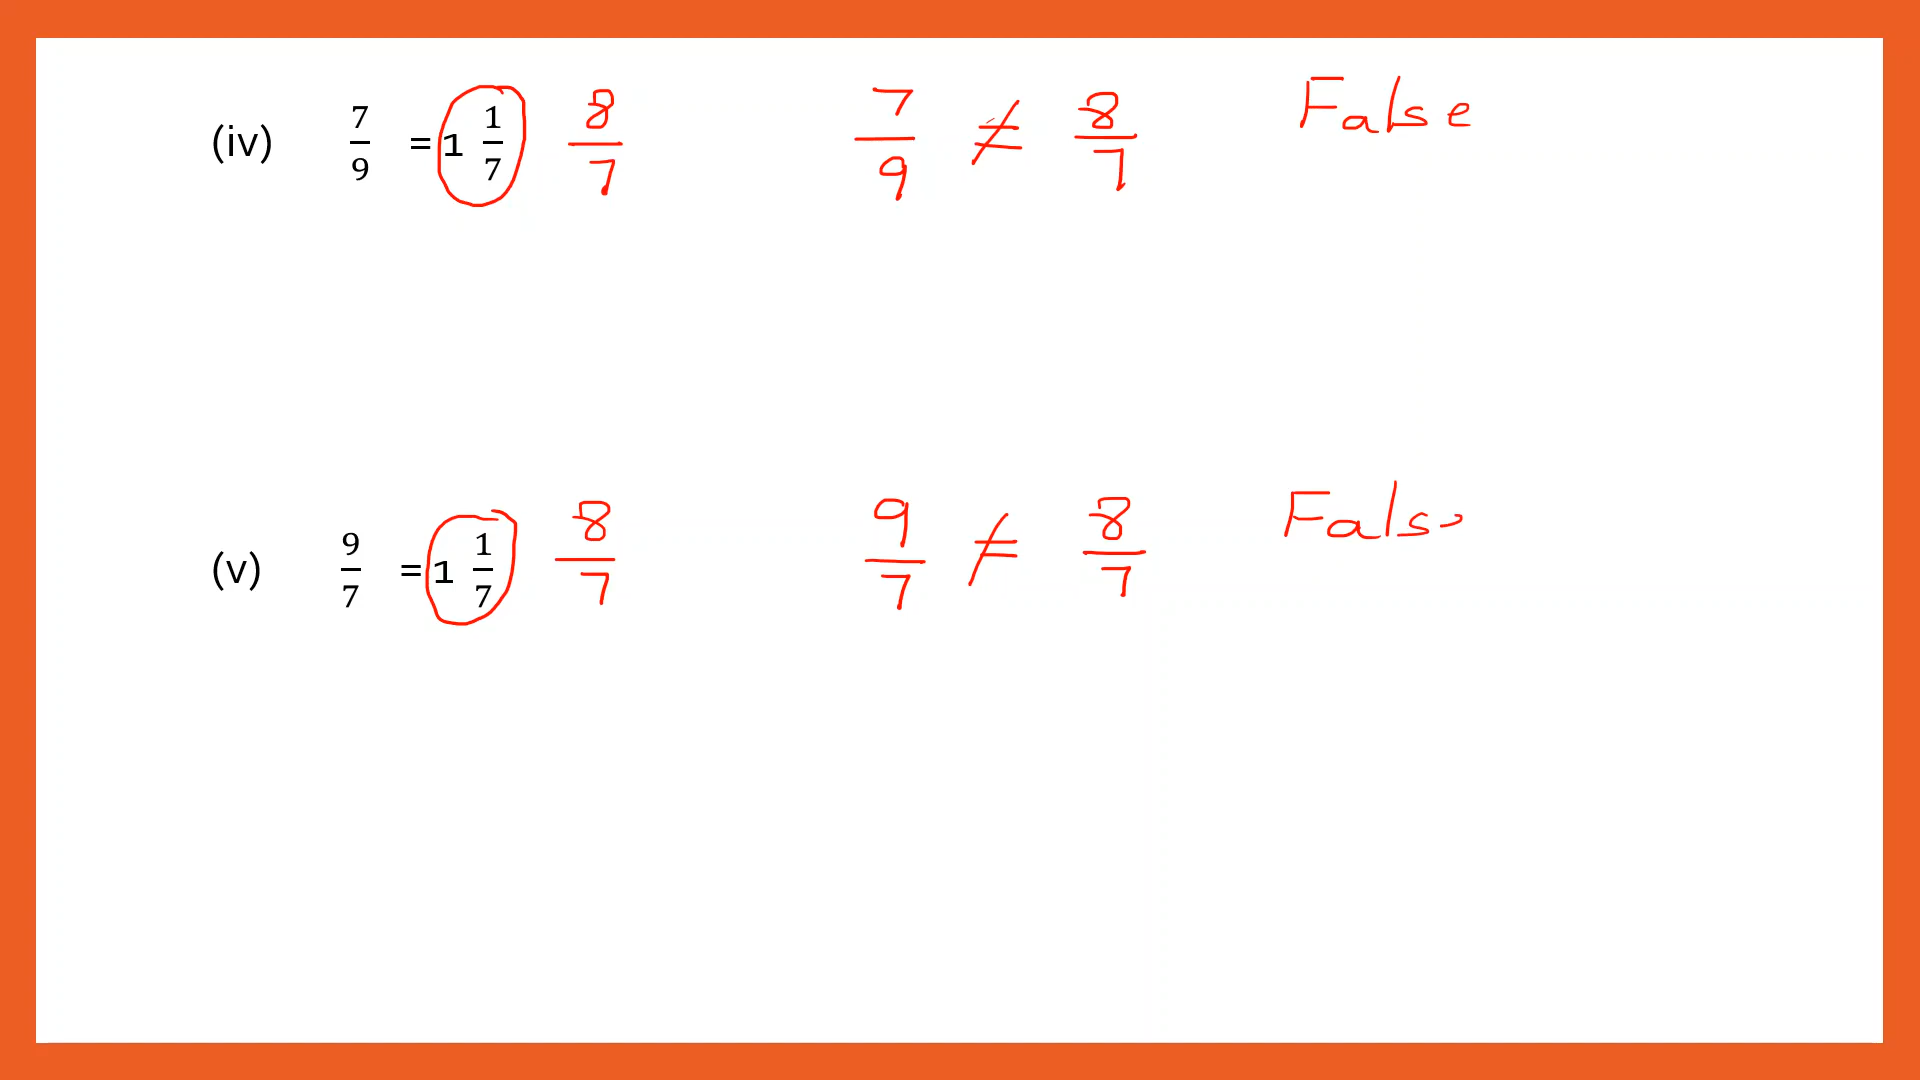 (iv) 7/9 = 1 1/7 8/7 7/9 ≠ 8/7 False
(v) 9/7 = 1 1/7 8/7 9/7 ≠ 8/7 Fals